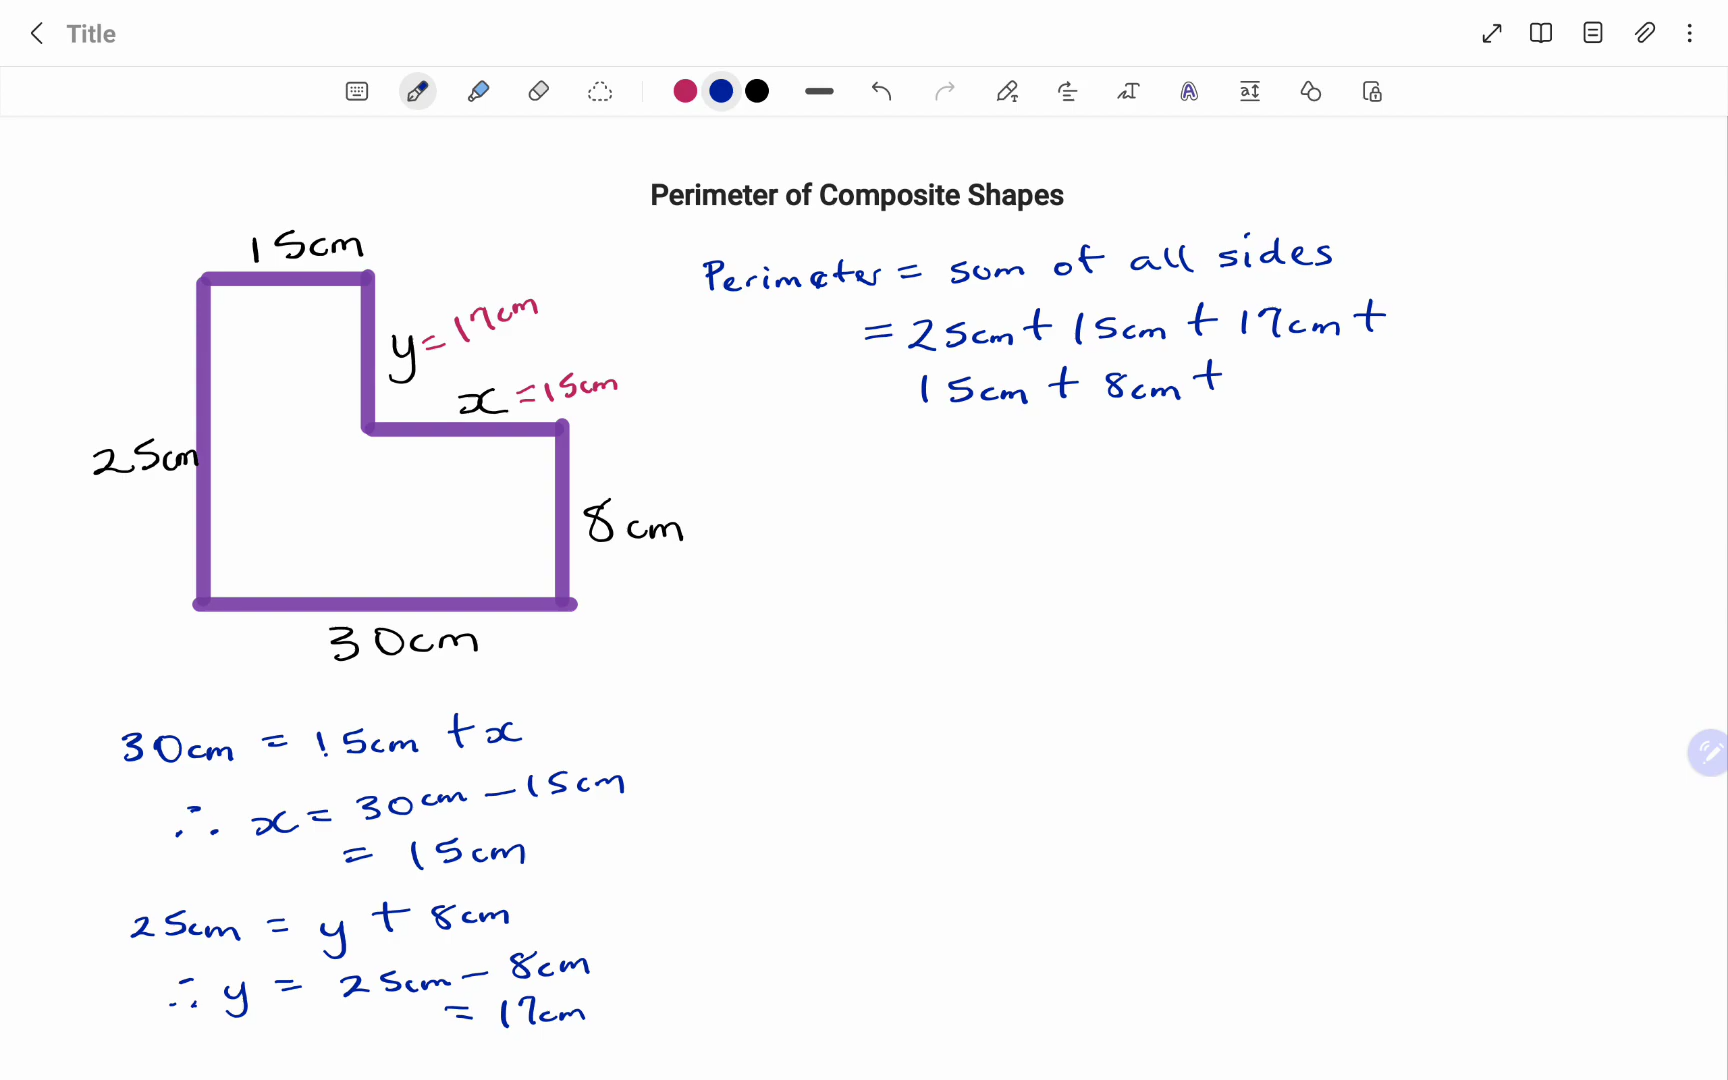 Title
Perimeter of Composite Shapes
15cm
y = 17cm
x = 15cm
25cm
8cm
30cm
Perimeter = sum of all sides
= 25cm + 15cm + 17cm +
15cm + 8cm +
30cm = 15cm + x
∴ x = 30cm - 15cm
= 15cm
25cm = y + 8cm
∴ y = 25cm - 8cm
= 17cm